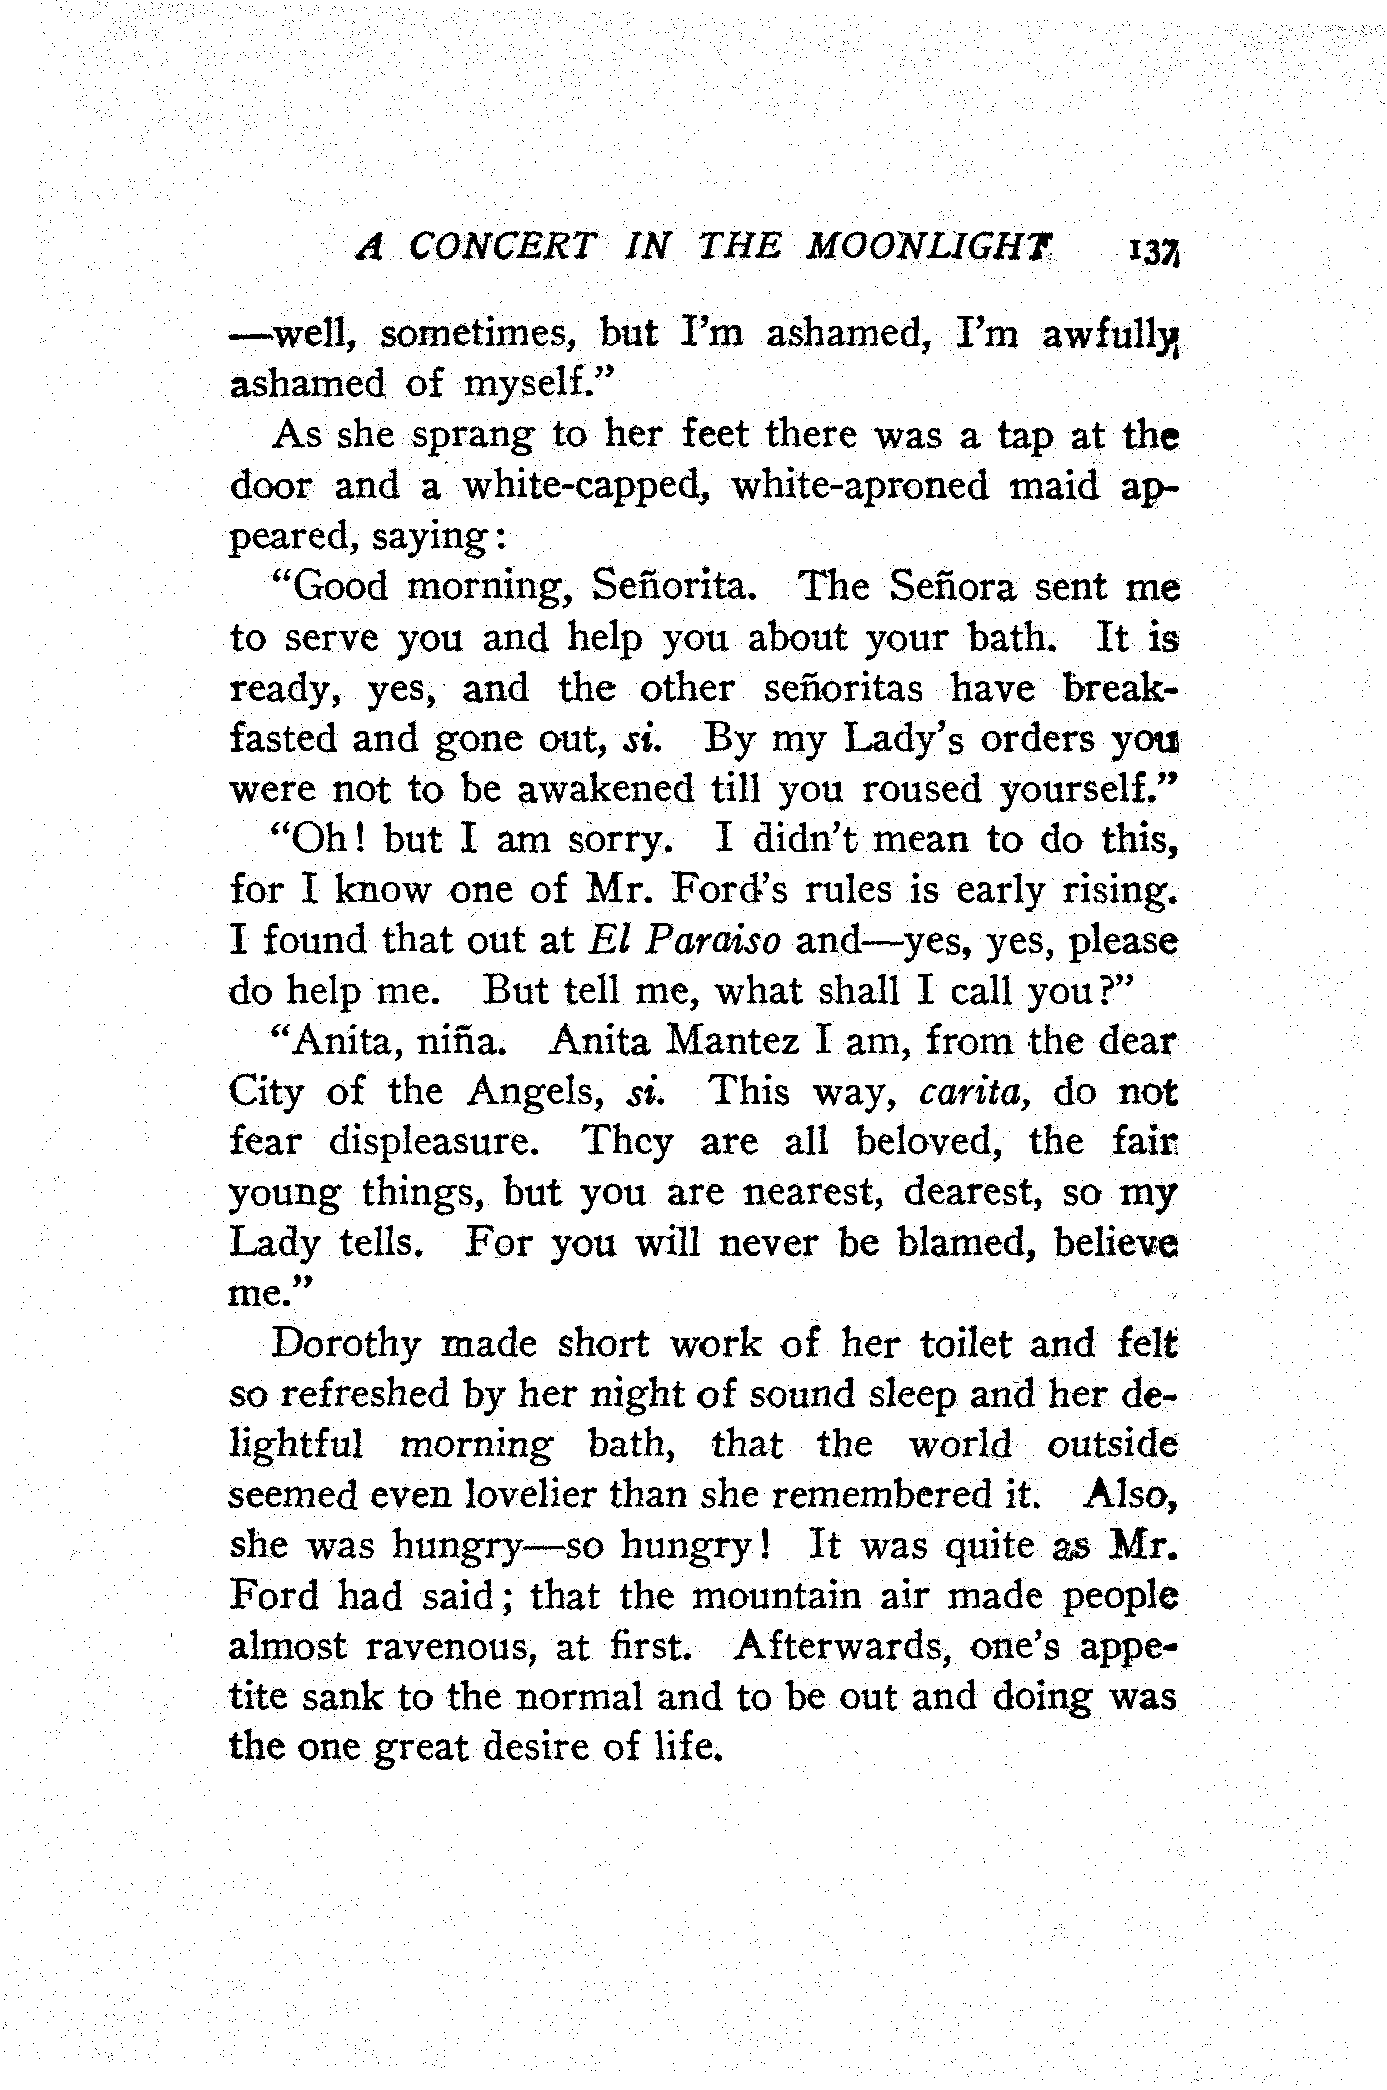 A CONCERT IN THE MOONLIGHT 137
—well, sometimes, but I'm ashamed, I'm awfully
ashamed of myself."
As she sprang to her feet there was a tap at the
door and a white-capped, white-aproned maid ap-
peared, saying:
"Good morning, Señorita. The Señora sent me
to serve you and help you about your bath. It is
ready, yes, and the other señoritas have break-
fasted and gone out, si. By my Lady's orders you
were not to be awakened till you roused yourself."
"Oh! but I am sorry. I didn't mean to do this,
for I know one of Mr. Ford's rules is early rising.
I found that out at El Paraiso and—yes, yes, please
do help me. But tell me, what shall I call you?"
"Anita, niña. Anita Mantez I am, from the dear
City of the Angels, si. This way, carita, do not
fear displeasure. They are all beloved, the fair
young things, but you are nearest, dearest, so my
Lady tells. For you will never be blamed, believe
me."
Dorothy made short work of her toilet and felt
so refreshed by her night of sound sleep and her de-
lightful morning bath, that the world outside
seemed even lovelier than she remembered it. Also,
she was hungry—so hungry! It was quite as Mr.
Ford had said; that the mountain air made people
almost ravenous, at first. Afterwards, one's appe-
tite sank to the normal and to be out and doing was
the one great desire of life.